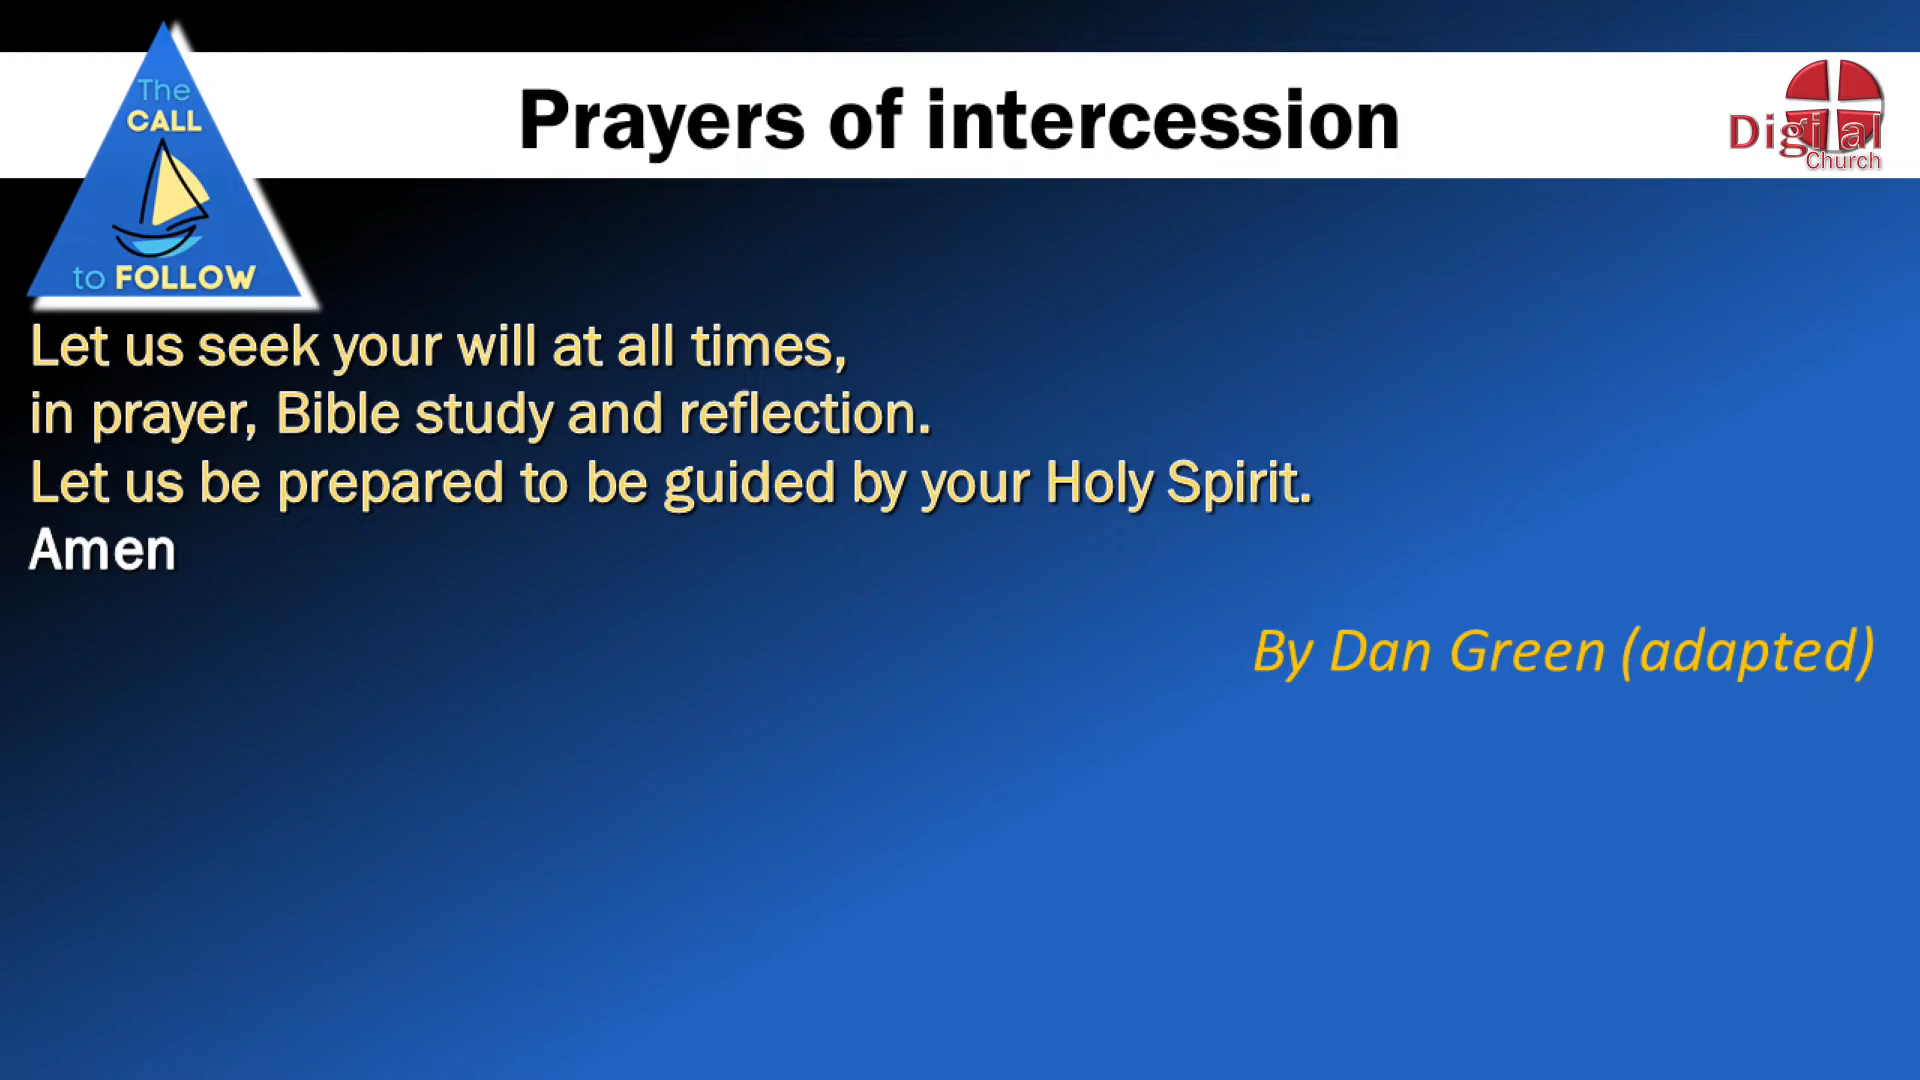 The
CALL
to FOLLOW
Prayers of intercession
Digital
Church
Let us seek your will at all times,
in prayer, Bible study and reflection.
Let us be prepared to be guided by your Holy Spirit.
Amen
By Dan Green (adapted)